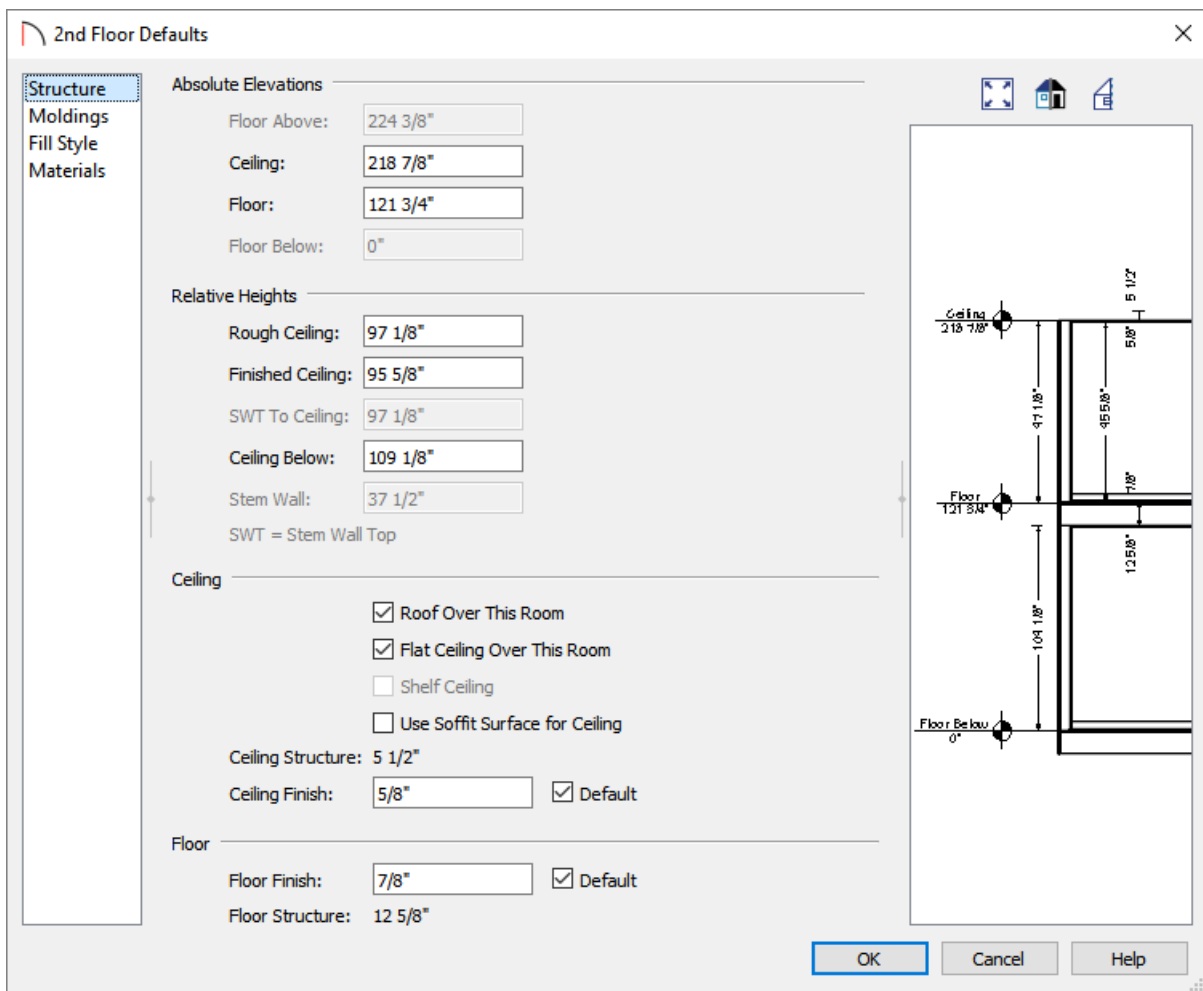 2nd Floor Defaults
Structure
Moldings
Fill Style
Materials
Absolute Elevations
Floor Above: 224 3/8"
Ceiling: 218 7/8"
Floor: 121 3/4"
Floor Below: 0"
Relative Heights
Rough Ceiling: 97 1/8"
Finished Ceiling: 95 5/8"
SWT To Ceiling: 97 1/8"
Ceiling Below: 109 1/8"
Stem Wall: 37 1/2"
SWT = Stem Wall Top
Ceiling
Roof Over This Room
Flat Ceiling Over This Room
Shelf Ceiling
Use Soffit Surface for Ceiling
Ceiling Structure: 5 1/2"
Ceiling Finish: 5/8" Default
Floor
Floor Finish: 7/8" Default
Floor Structure: 12 5/8"
5 1/2"
Ceiling
218 7/8"
5/8"
97 1/8"
95 5/8"
7/8"
Floor
121 3/4"
12 5/8"
109 1/8"
Floor Below
0"
OK
Cancel
Help